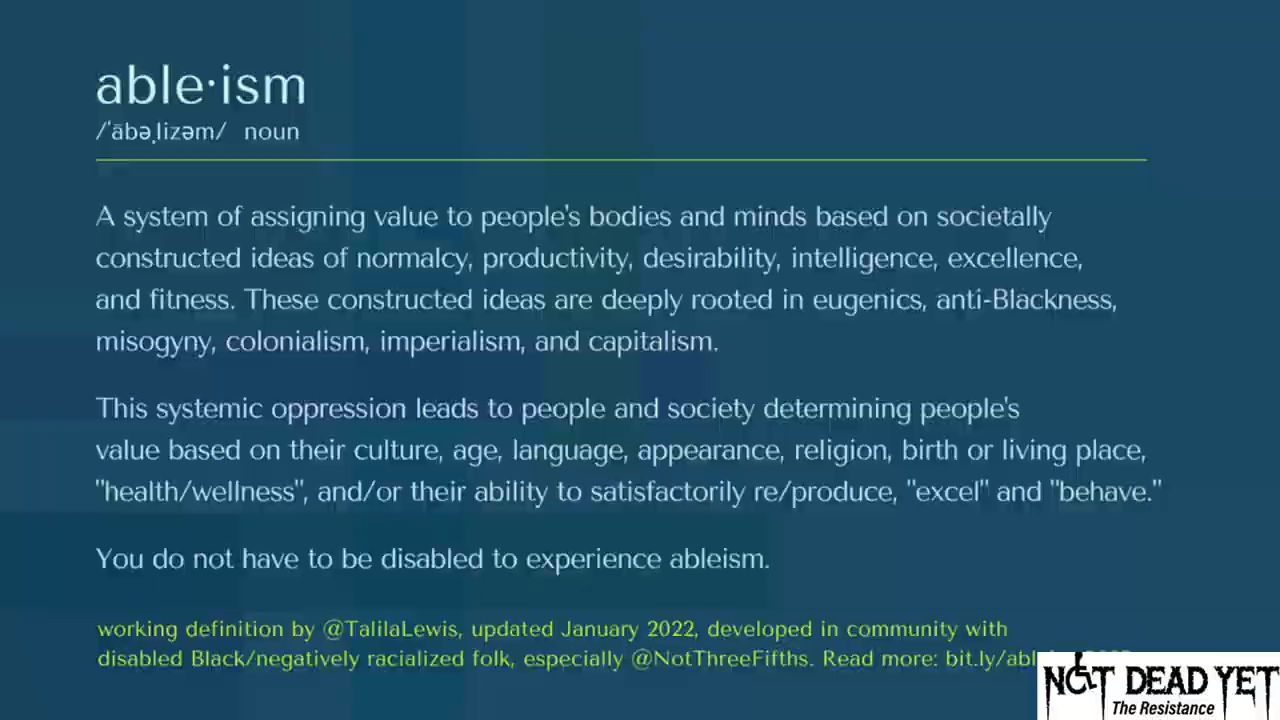 able·ism
/ˈābəˌlizəm/ noun
A system of assigning value to people's bodies and minds based on societally
constructed ideas of normalcy, productivity, desirability, intelligence, excellence,
and fitness. These constructed ideas are deeply rooted in eugenics, anti-Blackness,
misogyny, colonialism, imperialism, and capitalism.
This systemic oppression leads to people and society determining people's
value based on their culture, age, language, appearance, religion, birth or living place,
"health/wellness", and/or their ability to satisfactorily re/produce, "excel" and "behave."
You do not have to be disabled to experience ableism.
working definition by @TalilaLewis, updated January 2022, developed in community with
disabled Black/negatively racialized folk, especially @NotThreeFifths. Read more:
NOT DEAD YET
The Resistance